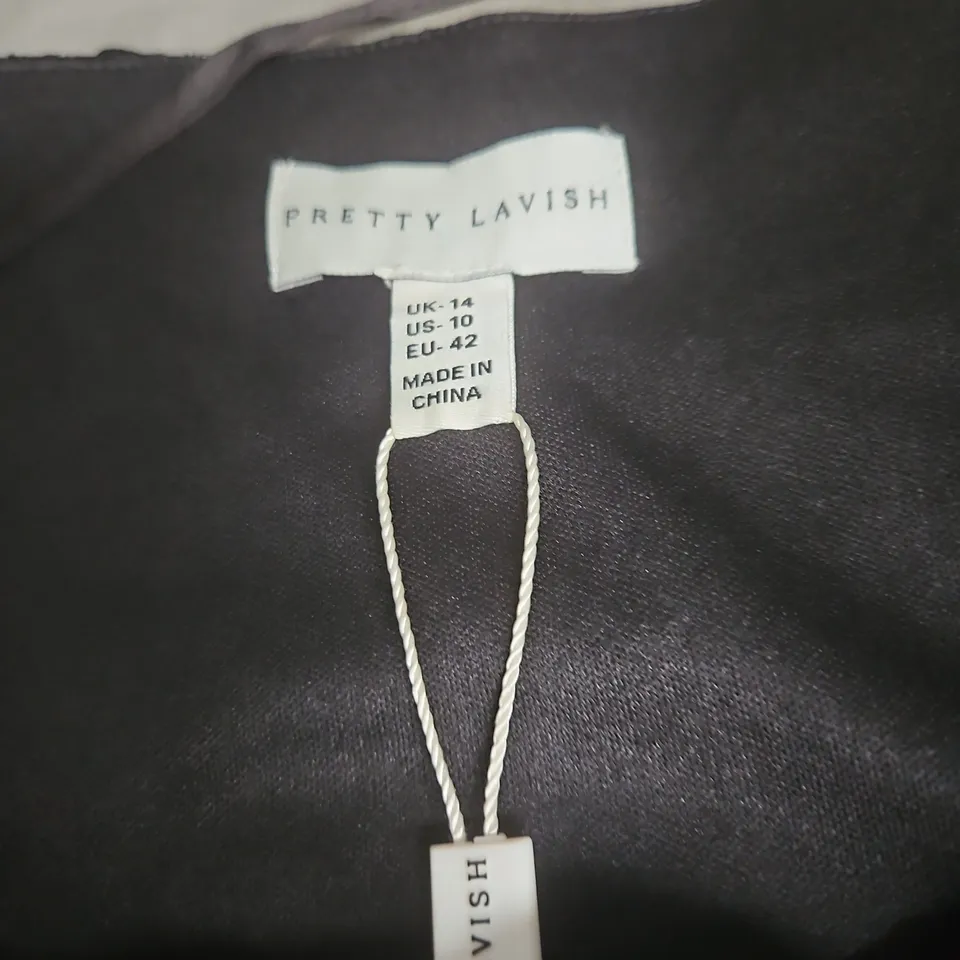 PRETTY LAVISH
UK- 14
US- 10
EU- 42
MADE IN
CHINA
VISH